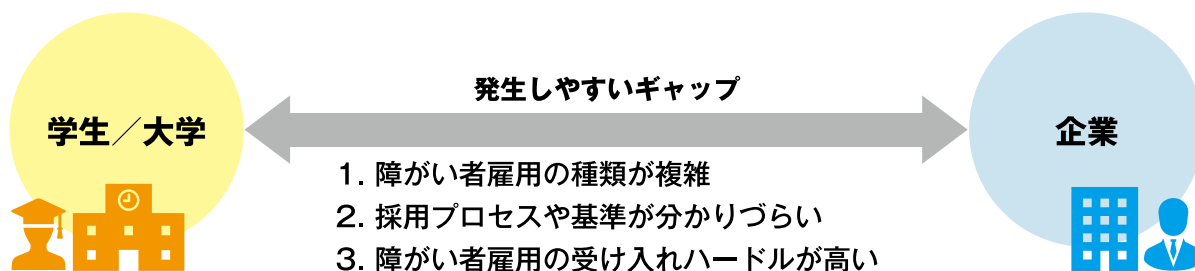 発生しやすいギャップ
学生／大学
企業
1. 障がい者雇用の種類が複雑
2. 採用プロセスや基準が分かりづらい
3. 障がい者雇用の受け入れハードルが高い